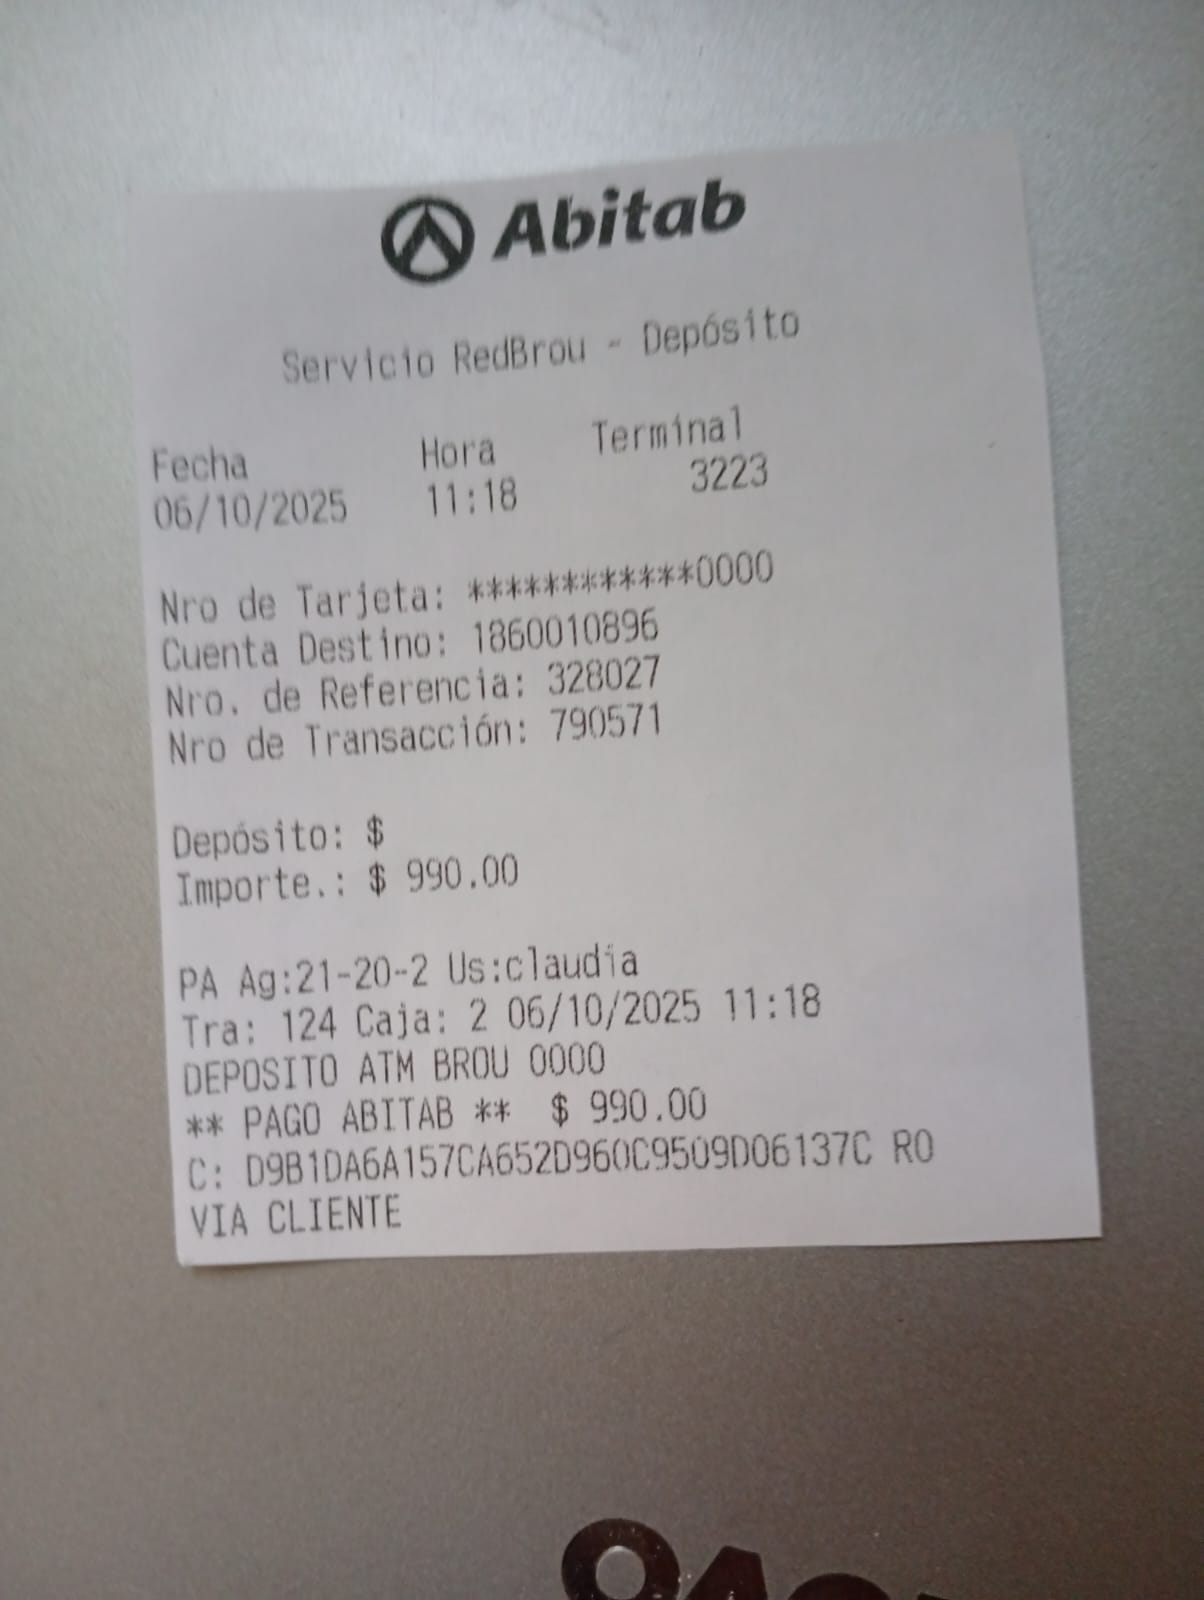 Abitab
Servicio RedBrou - Depósito
Fecha Hora Terminal
06/10/2025 11:18 3223
Nro de Tarjeta: ************0000
Cuenta Destino: 1860010896
Nro. de Referencia: 328027
Nro de Transacción: 790571
Depósito: $
Importe.: $ 990.00
PA Ag:21-20-2 Us:claudia
Tra: 124 Caja: 2 06/10/2025 11:18
DEPOSITO ATM BROU 0000
** PAGO ABITAB ** $ 990.00
C: D9B1DA6A157CA652D960C9509D06137C RO
VIA CLIENTE